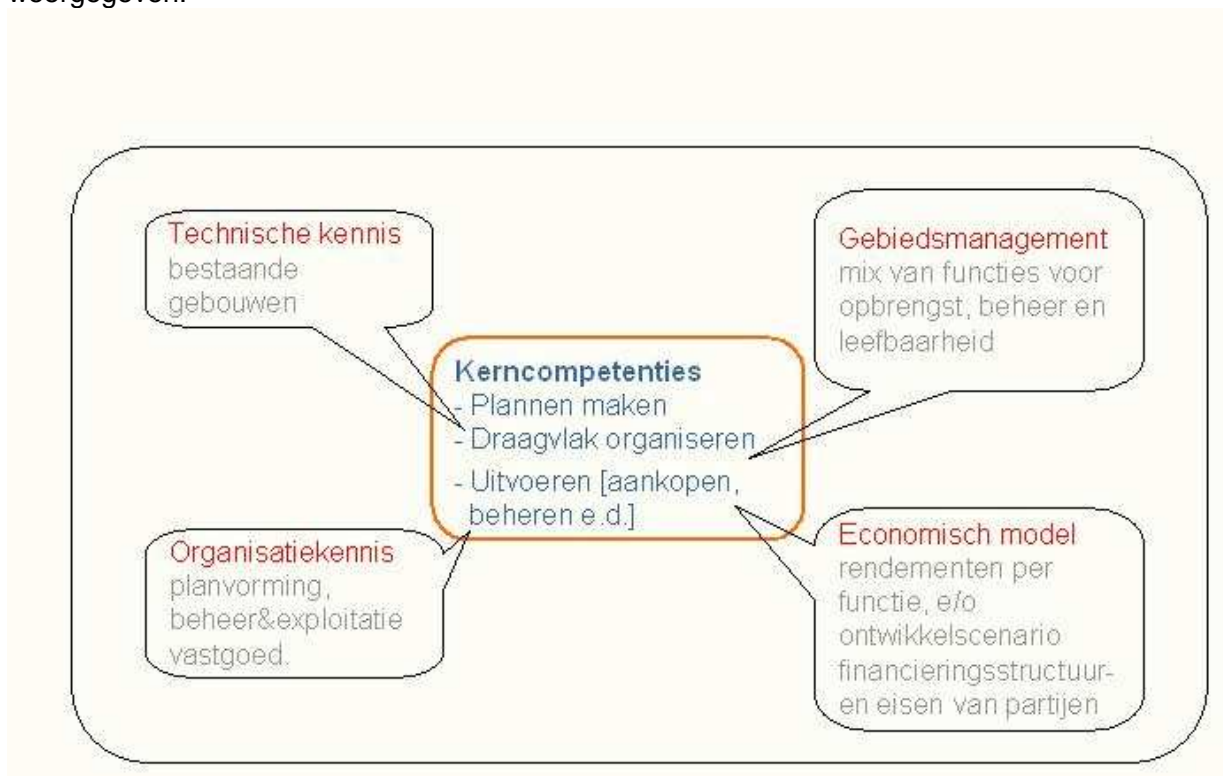 weergegeven.
Technische kennis
bestaande
gebouwen
Gebiedsmanagement
mix van functies voor
opbrengst, beheer en
leefbaarheid
Kerncompetenties
- Plannen maken
- Draagvlak organiseren
- Uitvoeren [aankopen,
beheren e.d.]
Organisatiekennis
planvorming,
beheer&exploitatie
vastgoed.
Economisch model
rendementen per
functie, e/o
ontwikkelscenario
financieringsstructuur-
en eisen van partijen